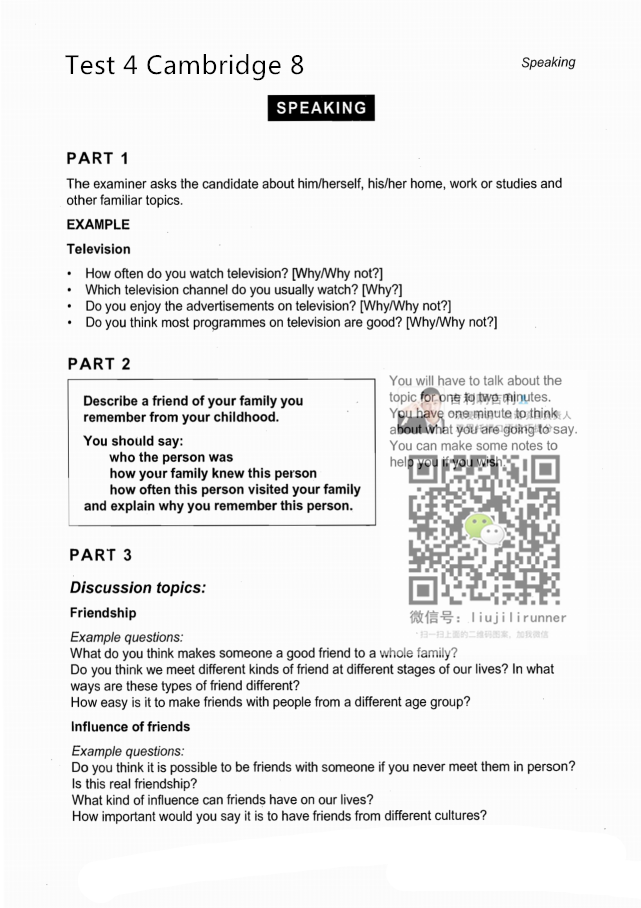 Test 4 Cambridge 8
Speaking
SPEAKING
PART 1
The examiner asks the candidate about him/herself, his/her home, work or studies and
other familiar topics.
EXAMPLE
Television
• How often do you watch television? [Why/Why not?]
• Which television channel do you usually watch? [Why?]
• Do you enjoy the advertisements on television? [Why/Why not?]
• Do you think most programmes on television are good? [Why/Why not?]
PART 2
Describe a friend of your family you
remember from your childhood.
You should say:
who the person was
how your family knew this person
how often this person visited your family
and explain why you remember this person.
You will have to talk about the
topic for one to two minutes.
You have one minute to think
about what you are going to say.
You can make some notes to
help you if you wish.
微信号: liujilirunner
扫一扫上面的二维码图案，加我微信
PART 3
Discussion topics:
Friendship
Example questions:
What do you think makes someone a good friend to a whole family?
Do you think we meet different kinds of friend at different stages of our lives? In what
ways are these types of friend different?
How easy is it to make friends with people from a different age group?
Influence of friends
Example questions:
Do you think it is possible to be friends with someone if you never meet them in person?
Is this real friendship?
What kind of influence can friends have on our lives?
How important would you say it is to have friends from different cultures?